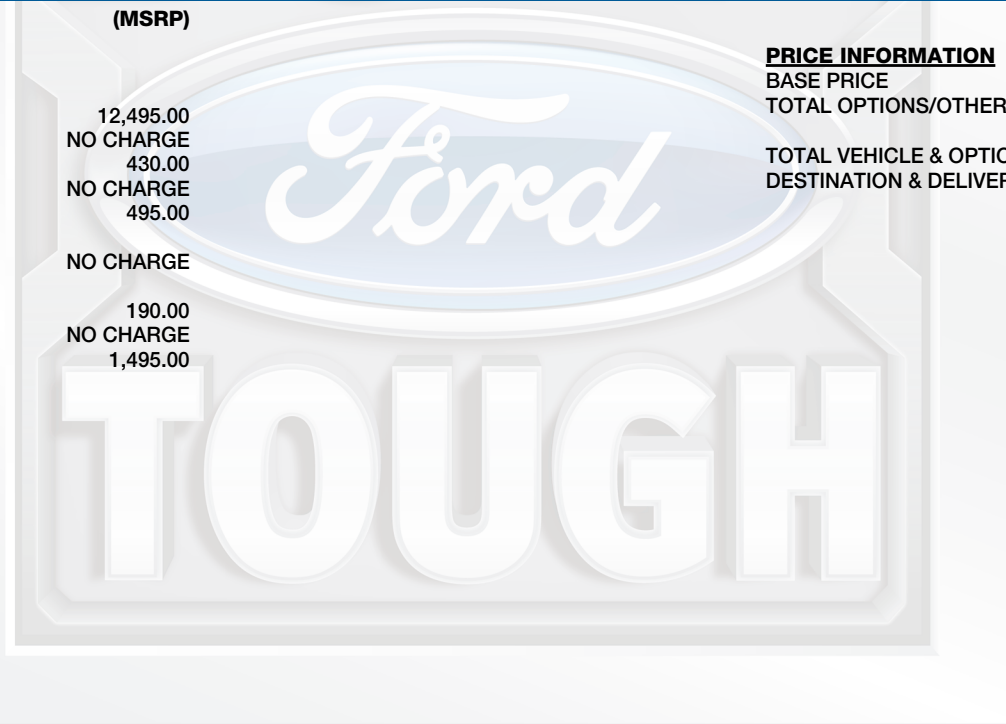 (MSRP)
12,495.00
NO CHARGE
430.00
NO CHARGE
495.00
NO CHARGE
190.00
NO CHARGE
1,495.00
PRICE INFORMATION
BASE PRICE
TOTAL OPTIONS/OTHER
TOTAL VEHICLE & OPTIO
DESTINATION & DELIVER
Ford
TOUGH